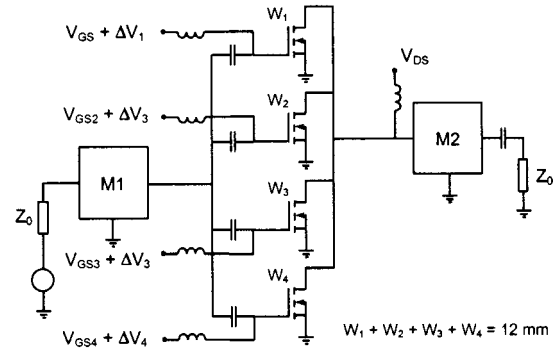 V_GS + ΔV_1
W_1
V_GS2 + ΔV_3
W_2
V_DS
M1
M2
Z_0
Z_0
W_3
V_GS3 + ΔV_3
W_4
V_GS4 + ΔV_4
W_1 + W_2 + W_3 + W_4 = 12 mm